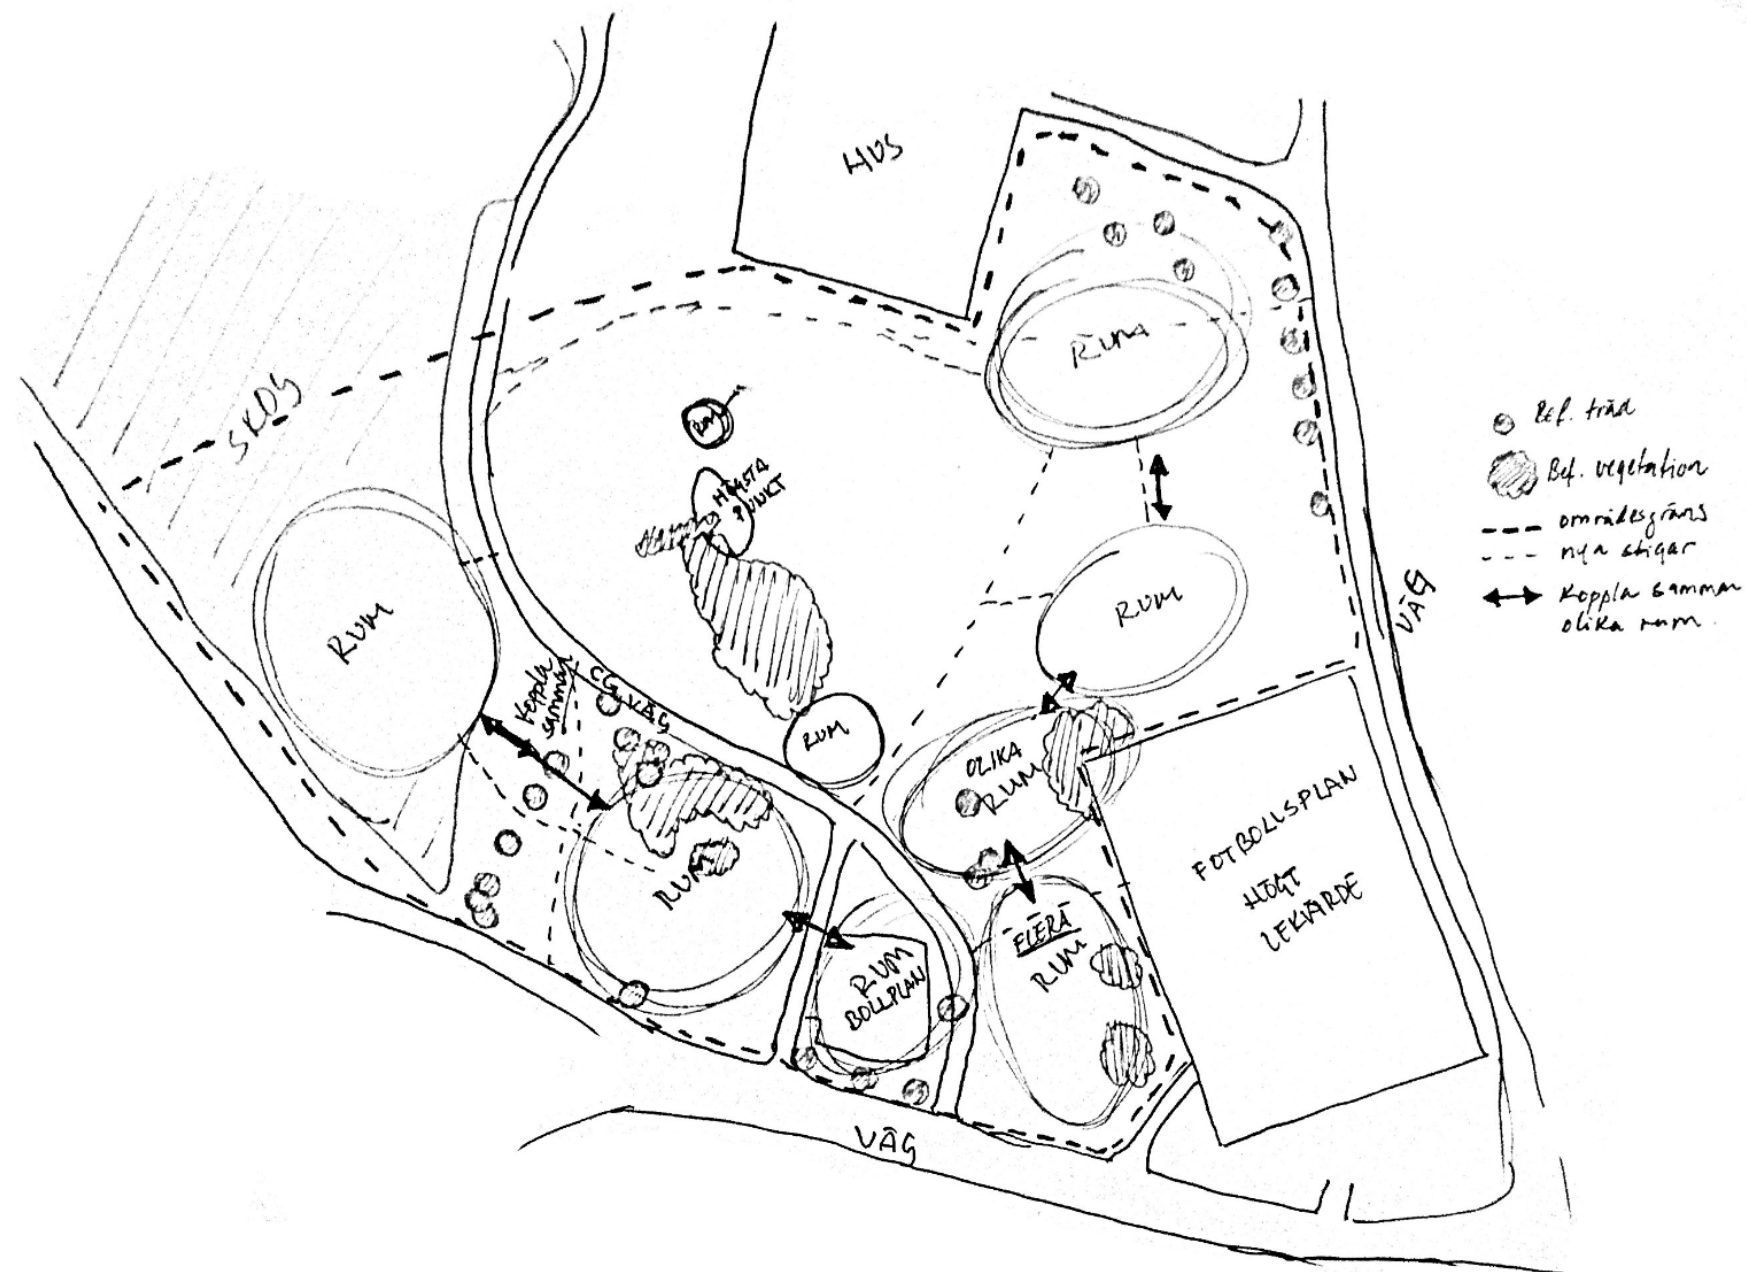 HUS
SKOG
RUM
RUM
HÖGSTA
PUNKT
RUM
RUM
Koppla
samman
CG-VÄG
RUM
OLIKA
RUM
RUM
RUM
BOLLPLAN
FLERA
RUM
FOTBOLLSPLAN
HÖGT
LEKVÄRDE
VÄG
VÄG
Bef. träd
Bef. vegetation
områdesgräns
nya stigar
Koppla samman
olika rum.